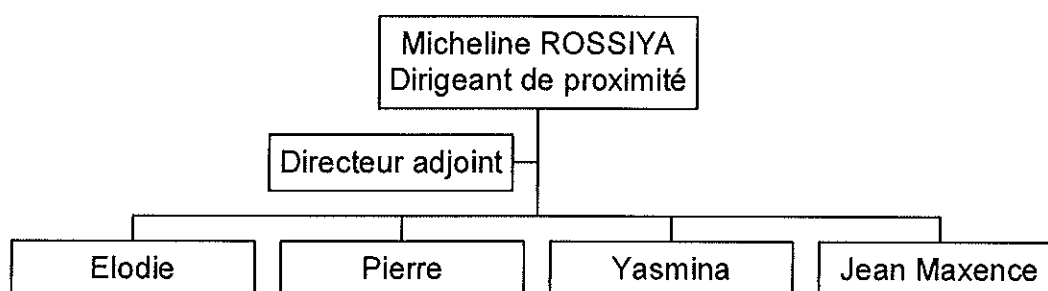 Micheline ROSSIYA
Dirigeant de proximité
Directeur adjoint
Elodie
Pierre
Yasmina
Jean Maxence